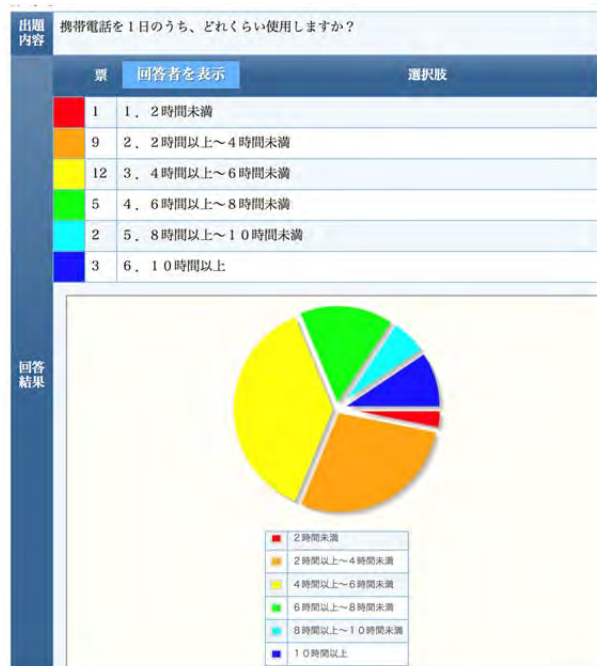 出題
内容
携帯電話を１日のうち、どれくらい使用しますか？
票 回答者を表示 選択肢
1 １．２時間未満
9 ２．２時間以上～４時間未満
12 ３．４時間以上～６時間未満
5 ４．６時間以上～８時間未満
2 ５．８時間以上～１０時間未満
3 ６．１０時間以上
回答
結果
２時間未満
２時間以上～４時間未満
４時間以上～６時間未満
６時間以上～８時間未満
８時間以上～１０時間未満
１０時間以上